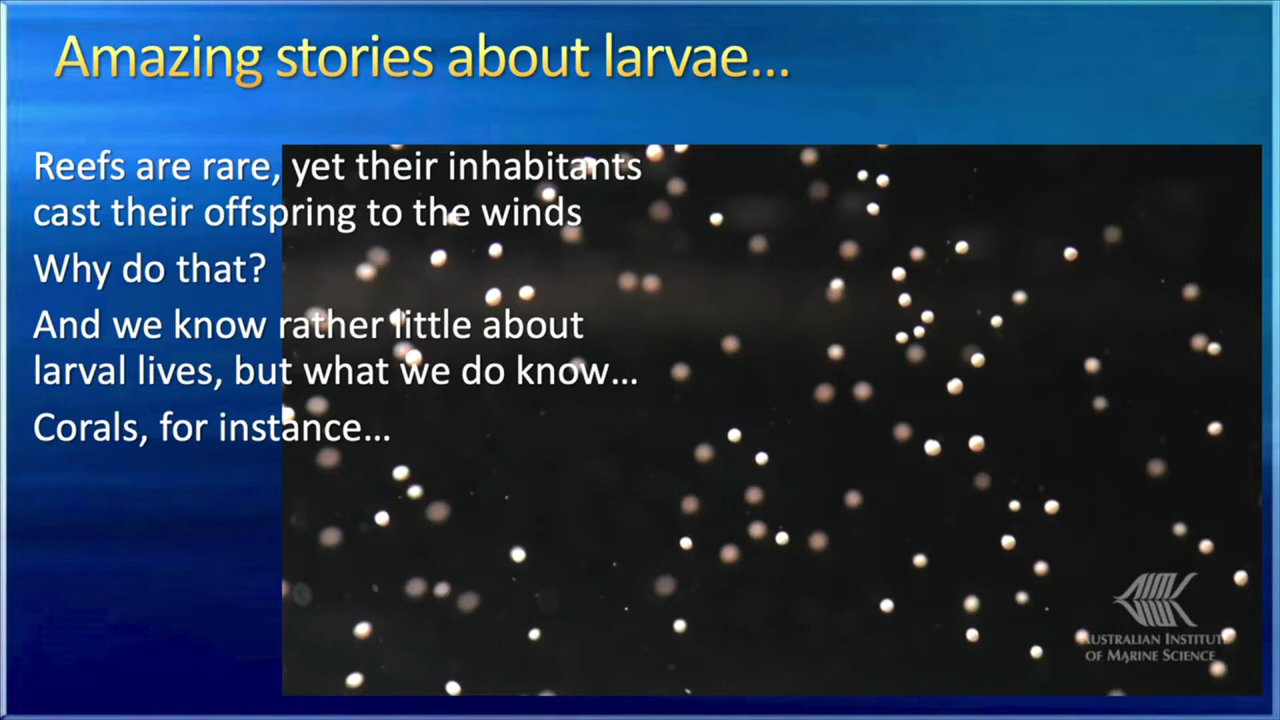 Amazing stories about larvae...
Reefs are rare, yet their inhabitants
cast their offspring to the winds
Why do that?
And we know rather little about
larval lives, but what we do know...
Corals, for instance...
AIMS
AUSTRALIAN INSTITUTE
OF MARINE SCIENCE